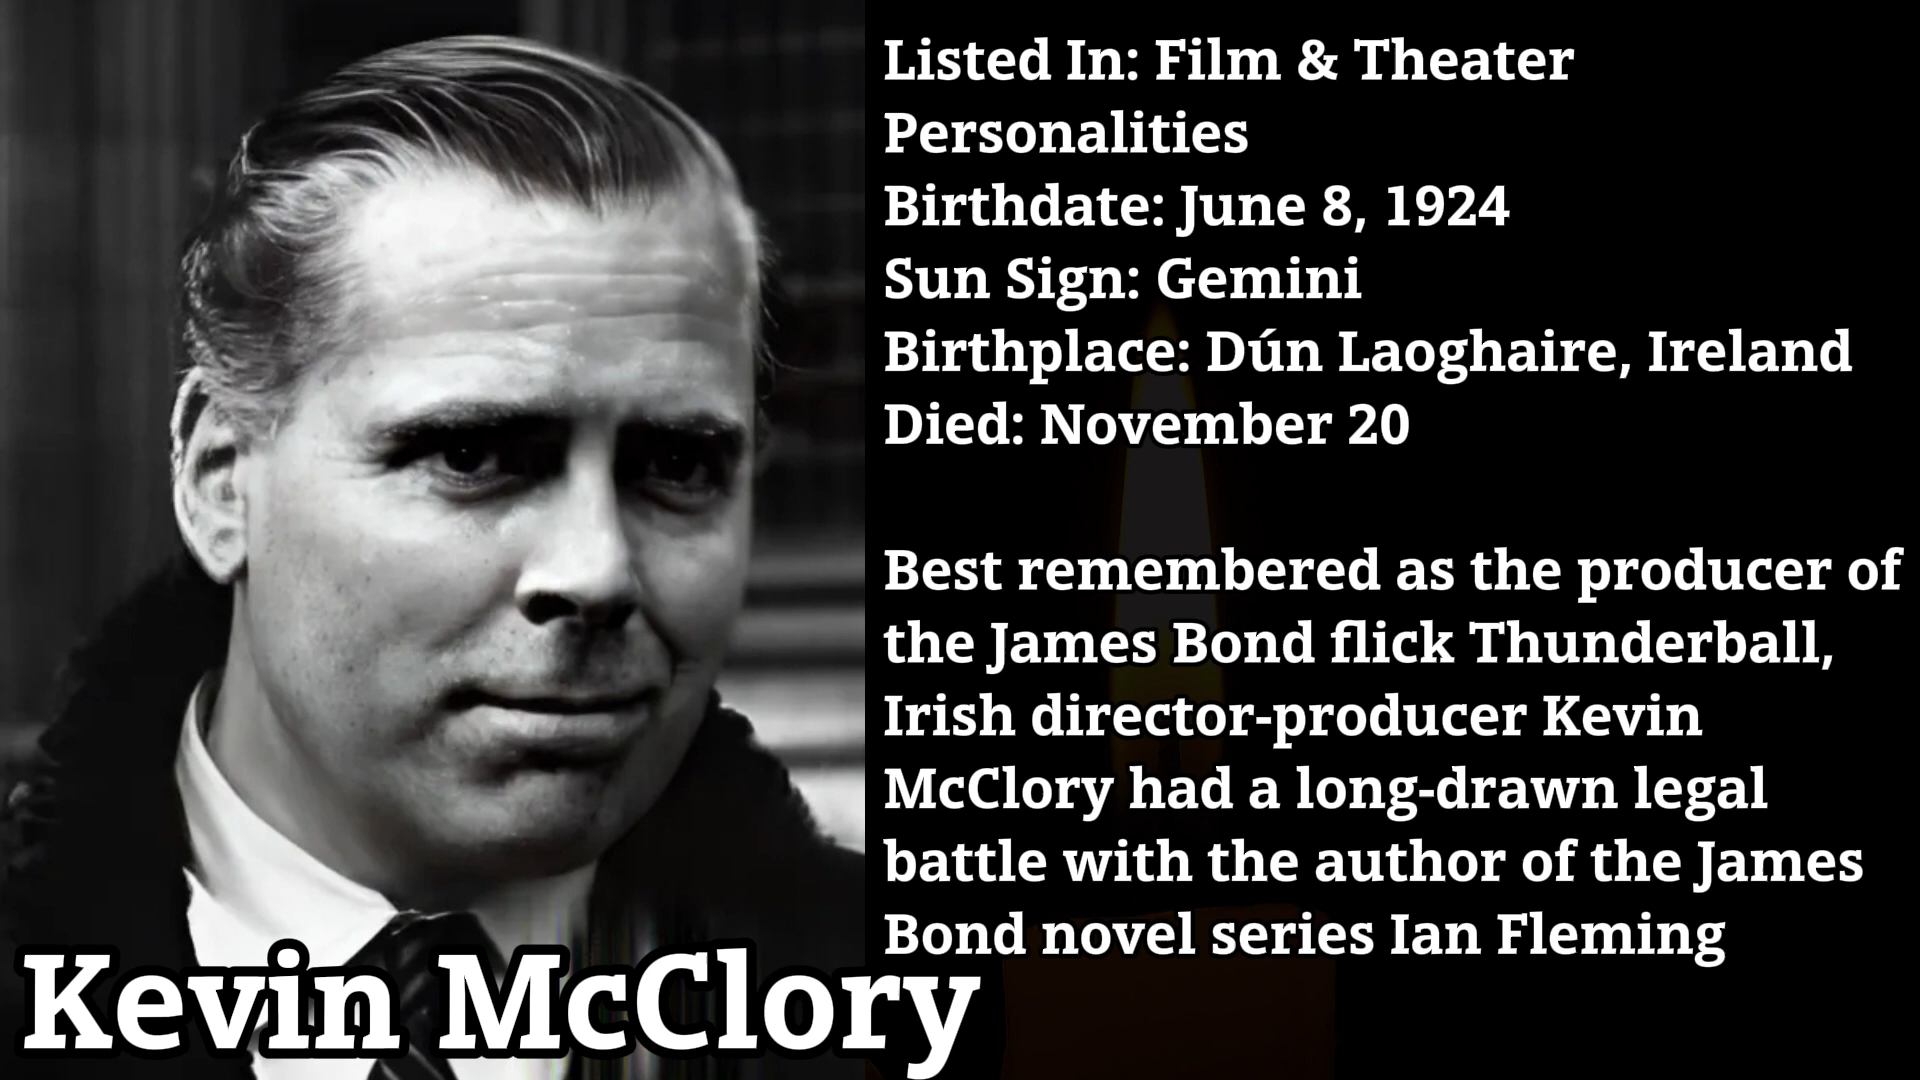 Listed In: Film & Theater
Personalities
Birthdate: June 8, 1924
Sun Sign: Gemini
Birthplace: Dún Laoghaire, Ireland
Died: November 20
Best remembered as the producer of
the James Bond flick Thunderball,
Irish director-producer Kevin
McClory had a long-drawn legal
battle with the author of the James
Bond novel series Ian Fleming
Kevin McClory